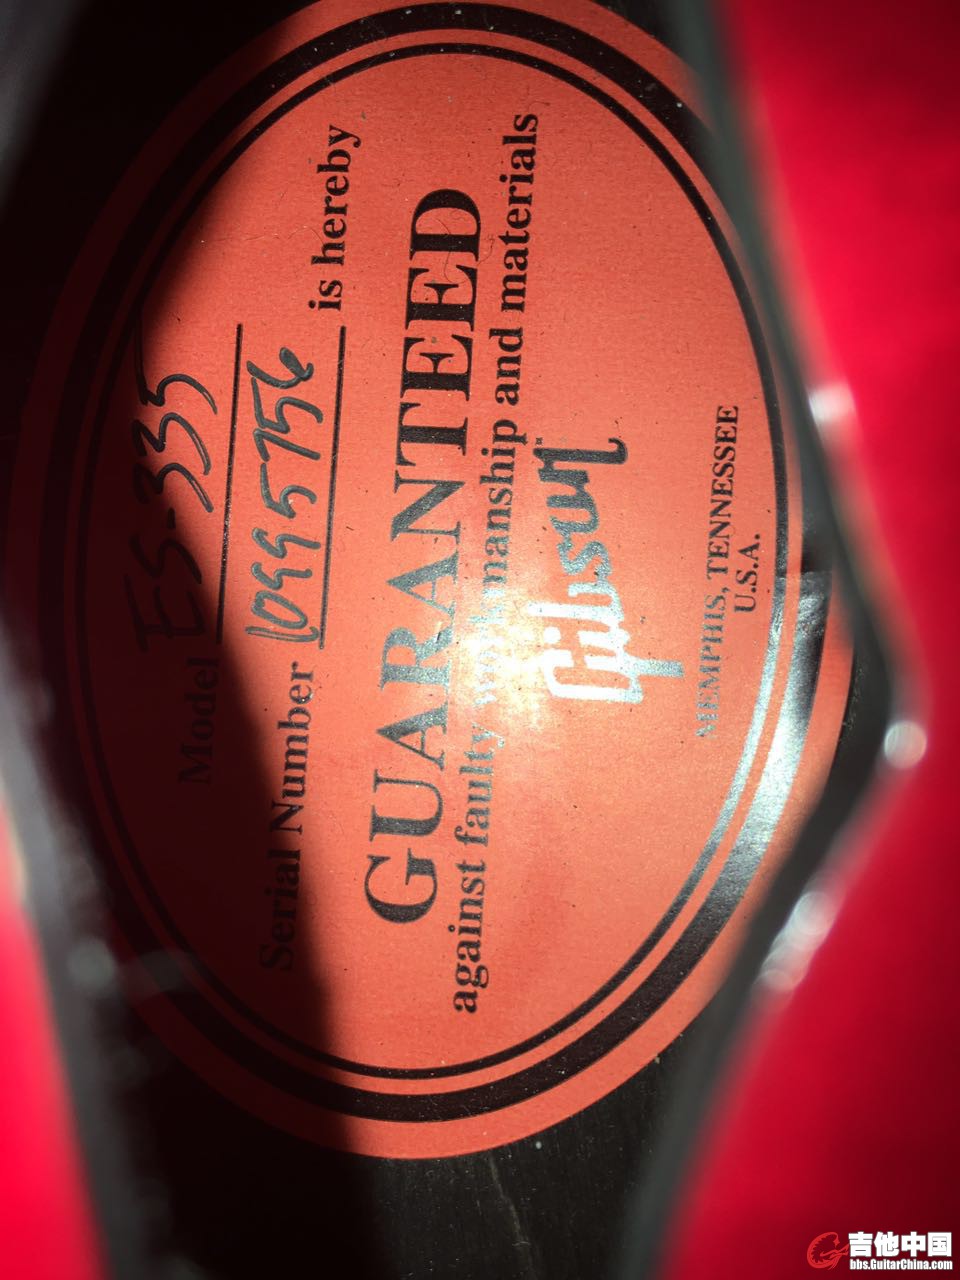 Model ES-335
Serial Number 10995756 is hereby
GUARANTEED
against faulty workmanship and materials
Gibson
MEMPHIS, TENNESSEE
U.S.A.
吉他中国
bbs.GuitarChina.com